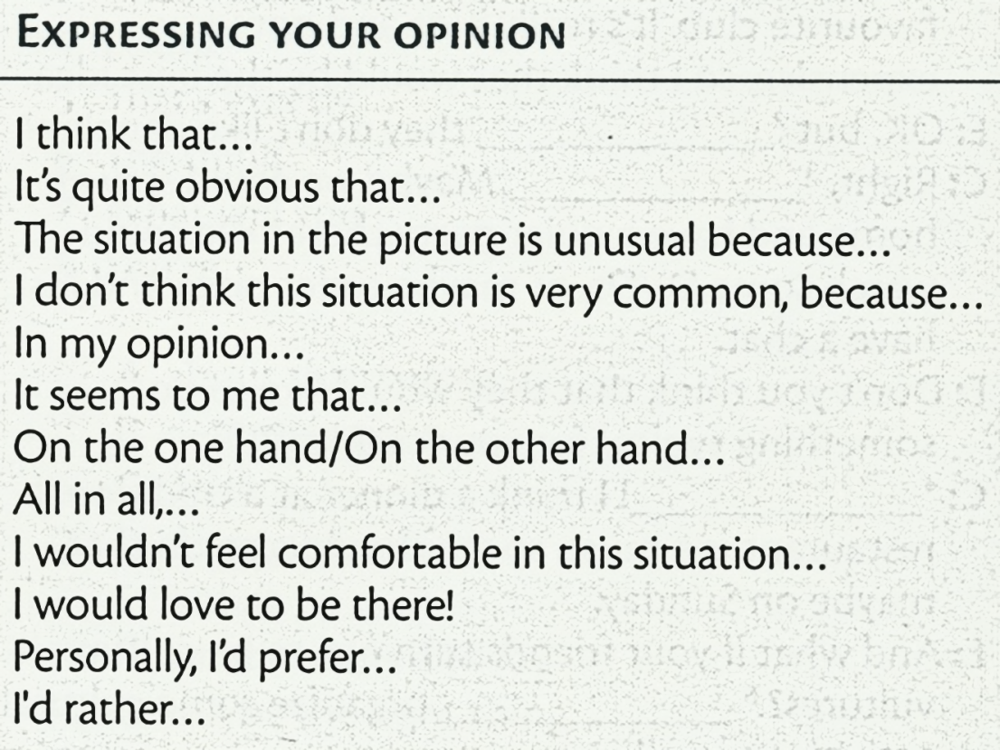 EXPRESSING YOUR OPINION
I think that...
It's quite obvious that...
The situation in the picture is unusual because...
I don't think this situation is very common, because...
In my opinion...
It seems to me that...
On the one hand/On the other hand...
All in all,...
I wouldn't feel comfortable in this situation...
I would love to be there!
Personally, I'd prefer...
I'd rather...